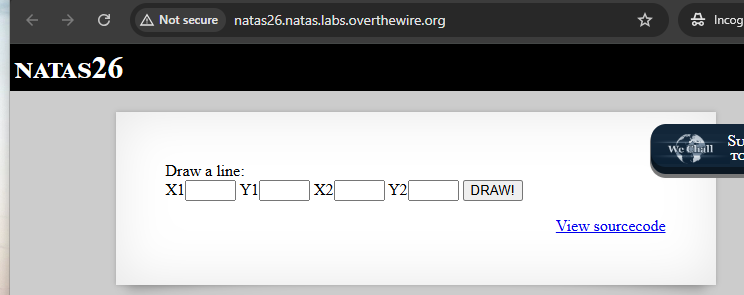 Not secure natas26.natas.labs.overthewire.org Incog
NATAS26
Draw a line:
X1 Y1 X2 Y2 DRAW!
We Chall
SU
TO
View sourcecode